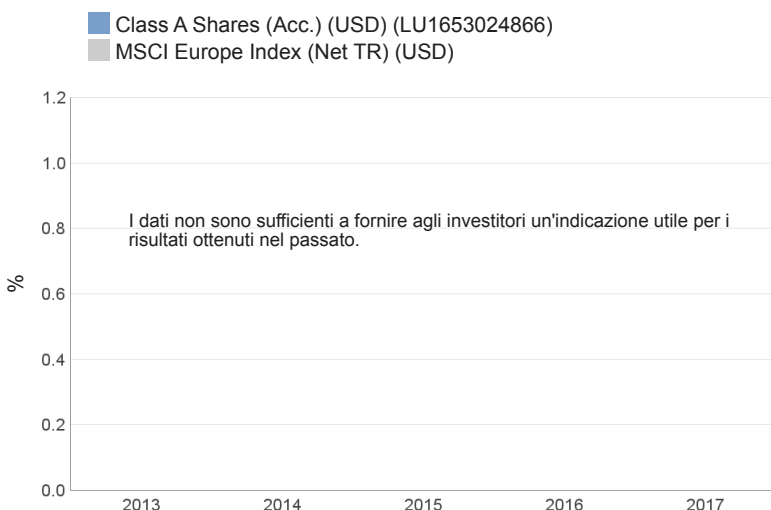 Class A Shares (Acc.) (USD) (LU1653024866)
MSCI Europe Index (Net TR) (USD)
1.2
1.0
I dati non sono sufficienti a fornire agli investitori un'indicazione utile per i
0.8
risultati ottenuti nel passato.
%
0.6
0.4
0.2
0.0
2013 2014 2015 2016 2017